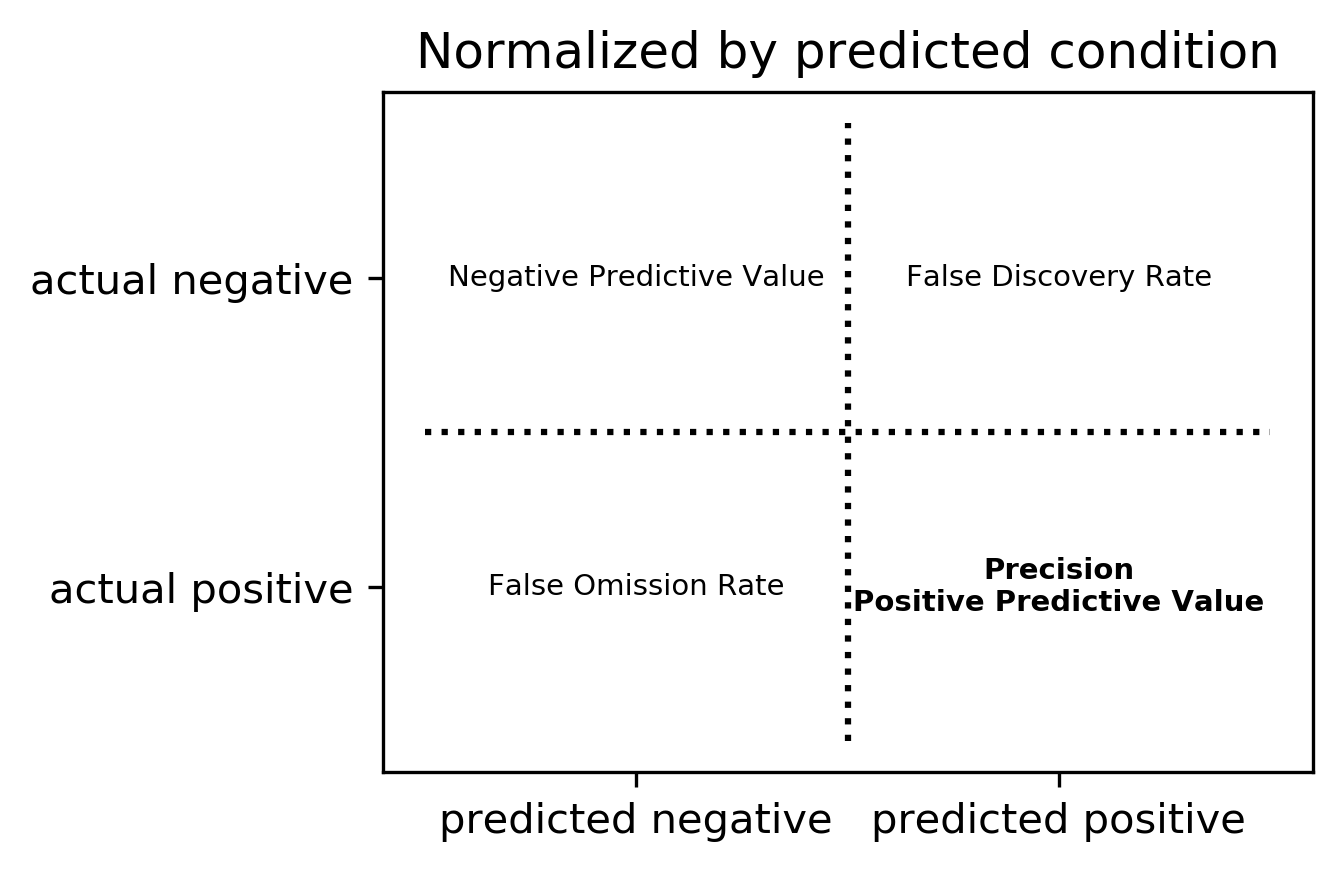 Normalized by predicted condition
actual negative
Negative Predictive Value
False Discovery Rate
actual positive
False Omission Rate
Precision
Positive Predictive Value
predicted negative
predicted positive